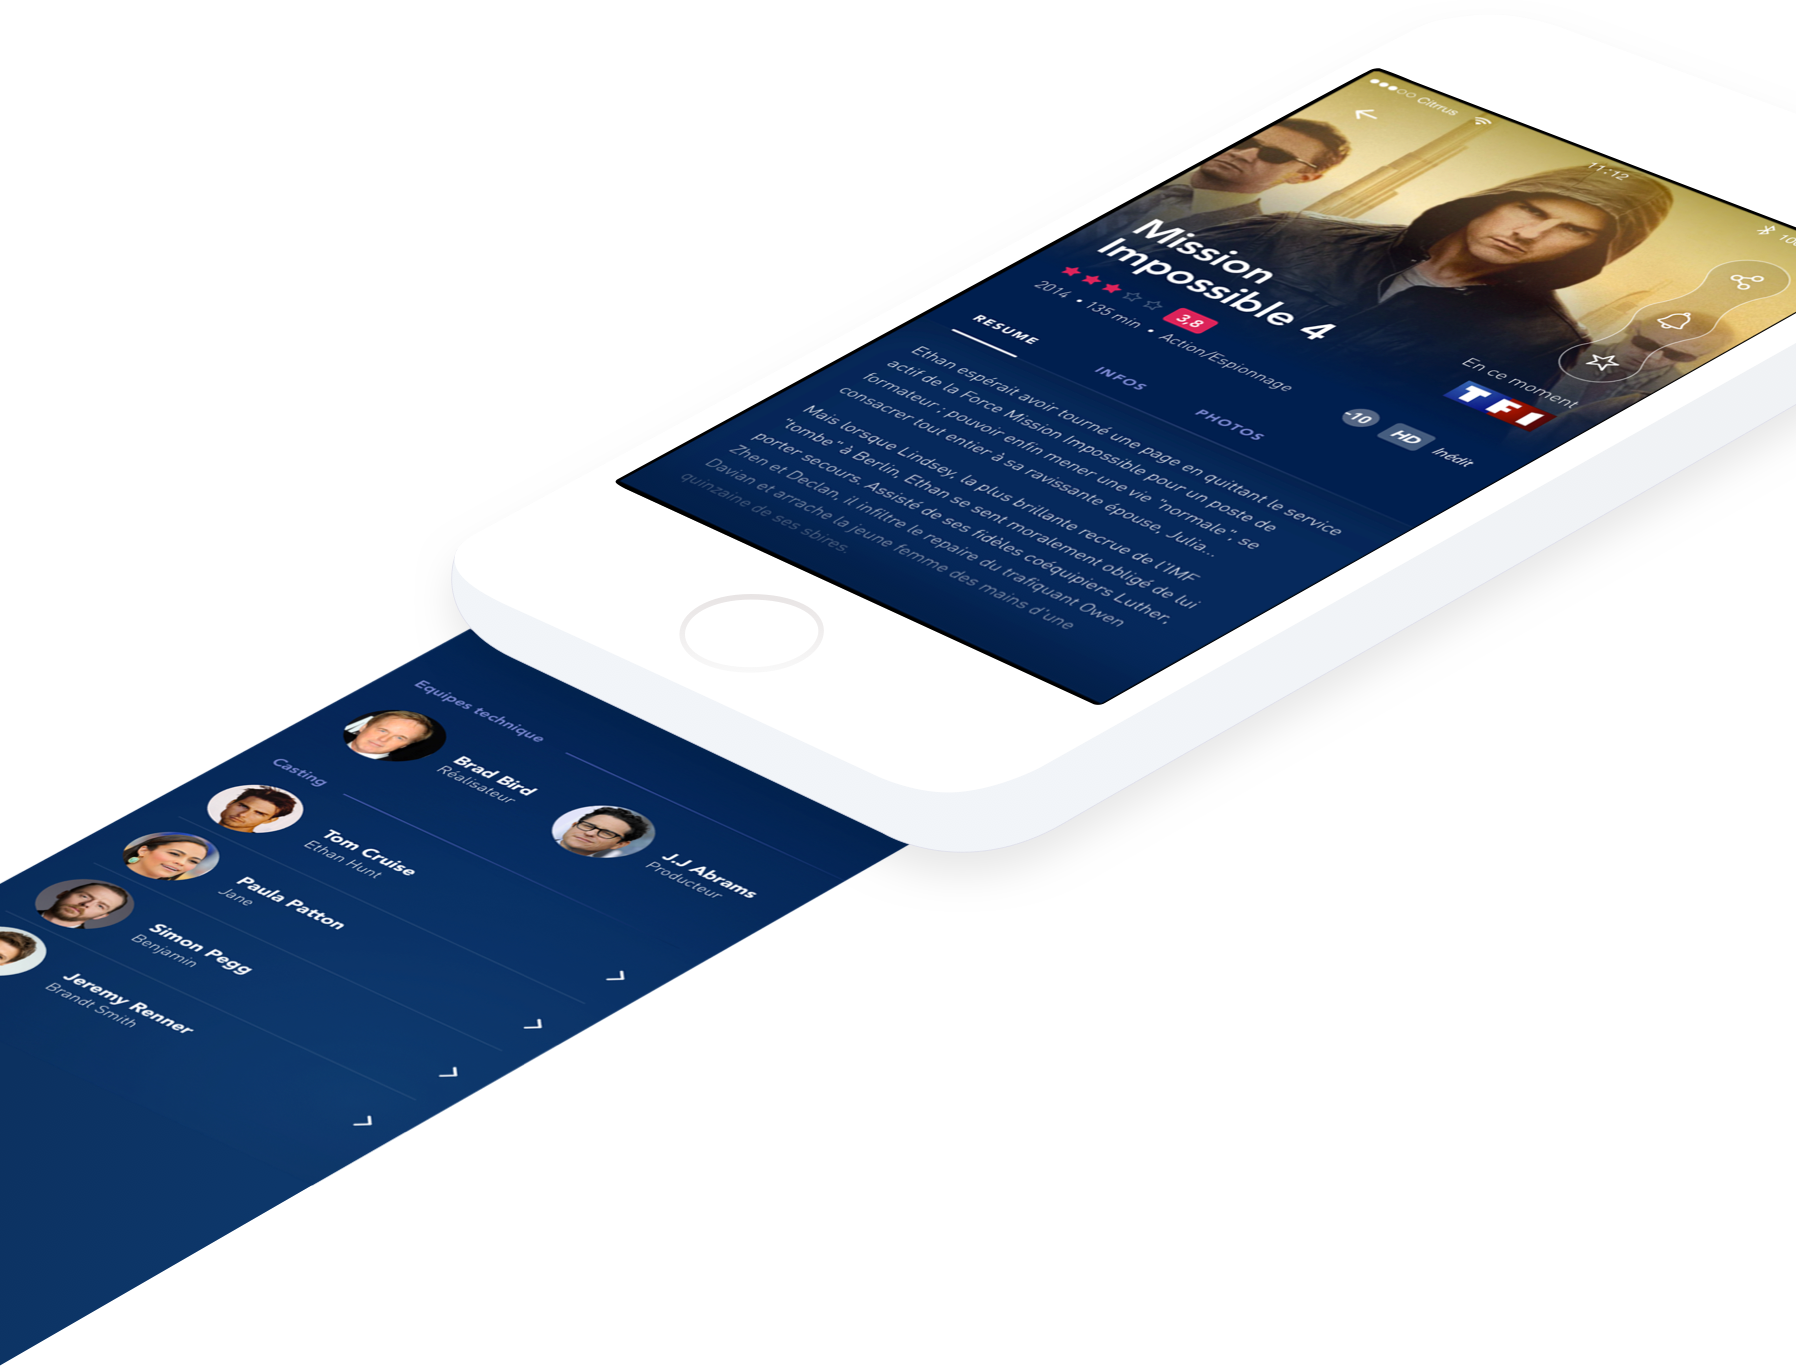 Citrrus
11:12
Mission
Impossible 4
3,8
2014 • 135 min • Action/Espionnage
En ce moment
TF1
-10 HD Inédit
RESUME INFOS PHOTOS
Ethan espérait avoir tourné une page en quittant le service
actif de la Force Mission Impossible pour un poste de
formateur : pouvoir enfin mener une vie "normale", se
consacrer tout entier à sa ravissante épouse, Julia...
Mais lorsque Lindsey, la plus brillante recrue de l'IMF
"tombe" à Berlin, Ethan se sent moralement obligé de lui
porter secours. Assisté de ses fidèles coéquipiers Luther,
Zhen et Declan, il infiltre le repaire du trafiquant Owen
Davian et arrache la jeune femme des mains d'une
quinzaine de ses sbires.
Equipes technique
Brad Bird
Réalisateur
J.J Abrams
Producteur
Casting
Tom Cruise
Ethan Hunt
Paula Patton
Jane
Simon Pegg
Benjamin
Jeremy Renner
Brandt Smith